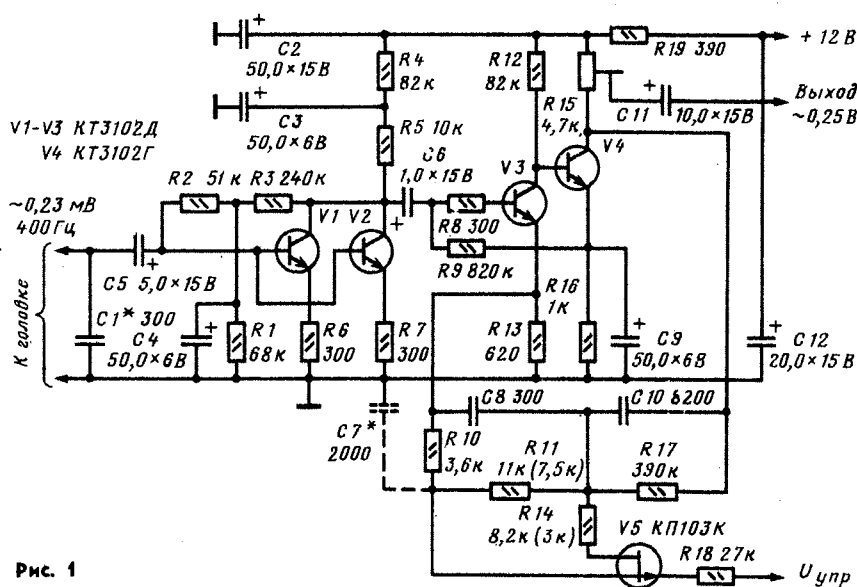 C2
50,0×15В
R4
82к
R12
82к
R19 390
+ 12В
Выход
~0,25В
C3
50,0×6В
R5 10к
R15
4,7к
C11
10,0×15В
V1-V3 КТ3102Д
V4 КТ3102Г
C6
1,0×15В
V3
V4
R2 51к
R3 240к
~0,23 мВ
400Гц
V1 V2
R8 300
R9 820к
C5 5,0×15В
К головке
C1* 300
C4
50,0×6В
R1
68к
R6
300
R7
300
R16
1к
R13
620
C9
50,0×6В
C12
20,0×15В
C7*
2000
C8 300
C10 8200
R10
3,6к
R11
11к (7,5к)
R17
390к
R14
8,2к (3к)
V5 КП103К
R18 27к
Uупр
Рис. 1